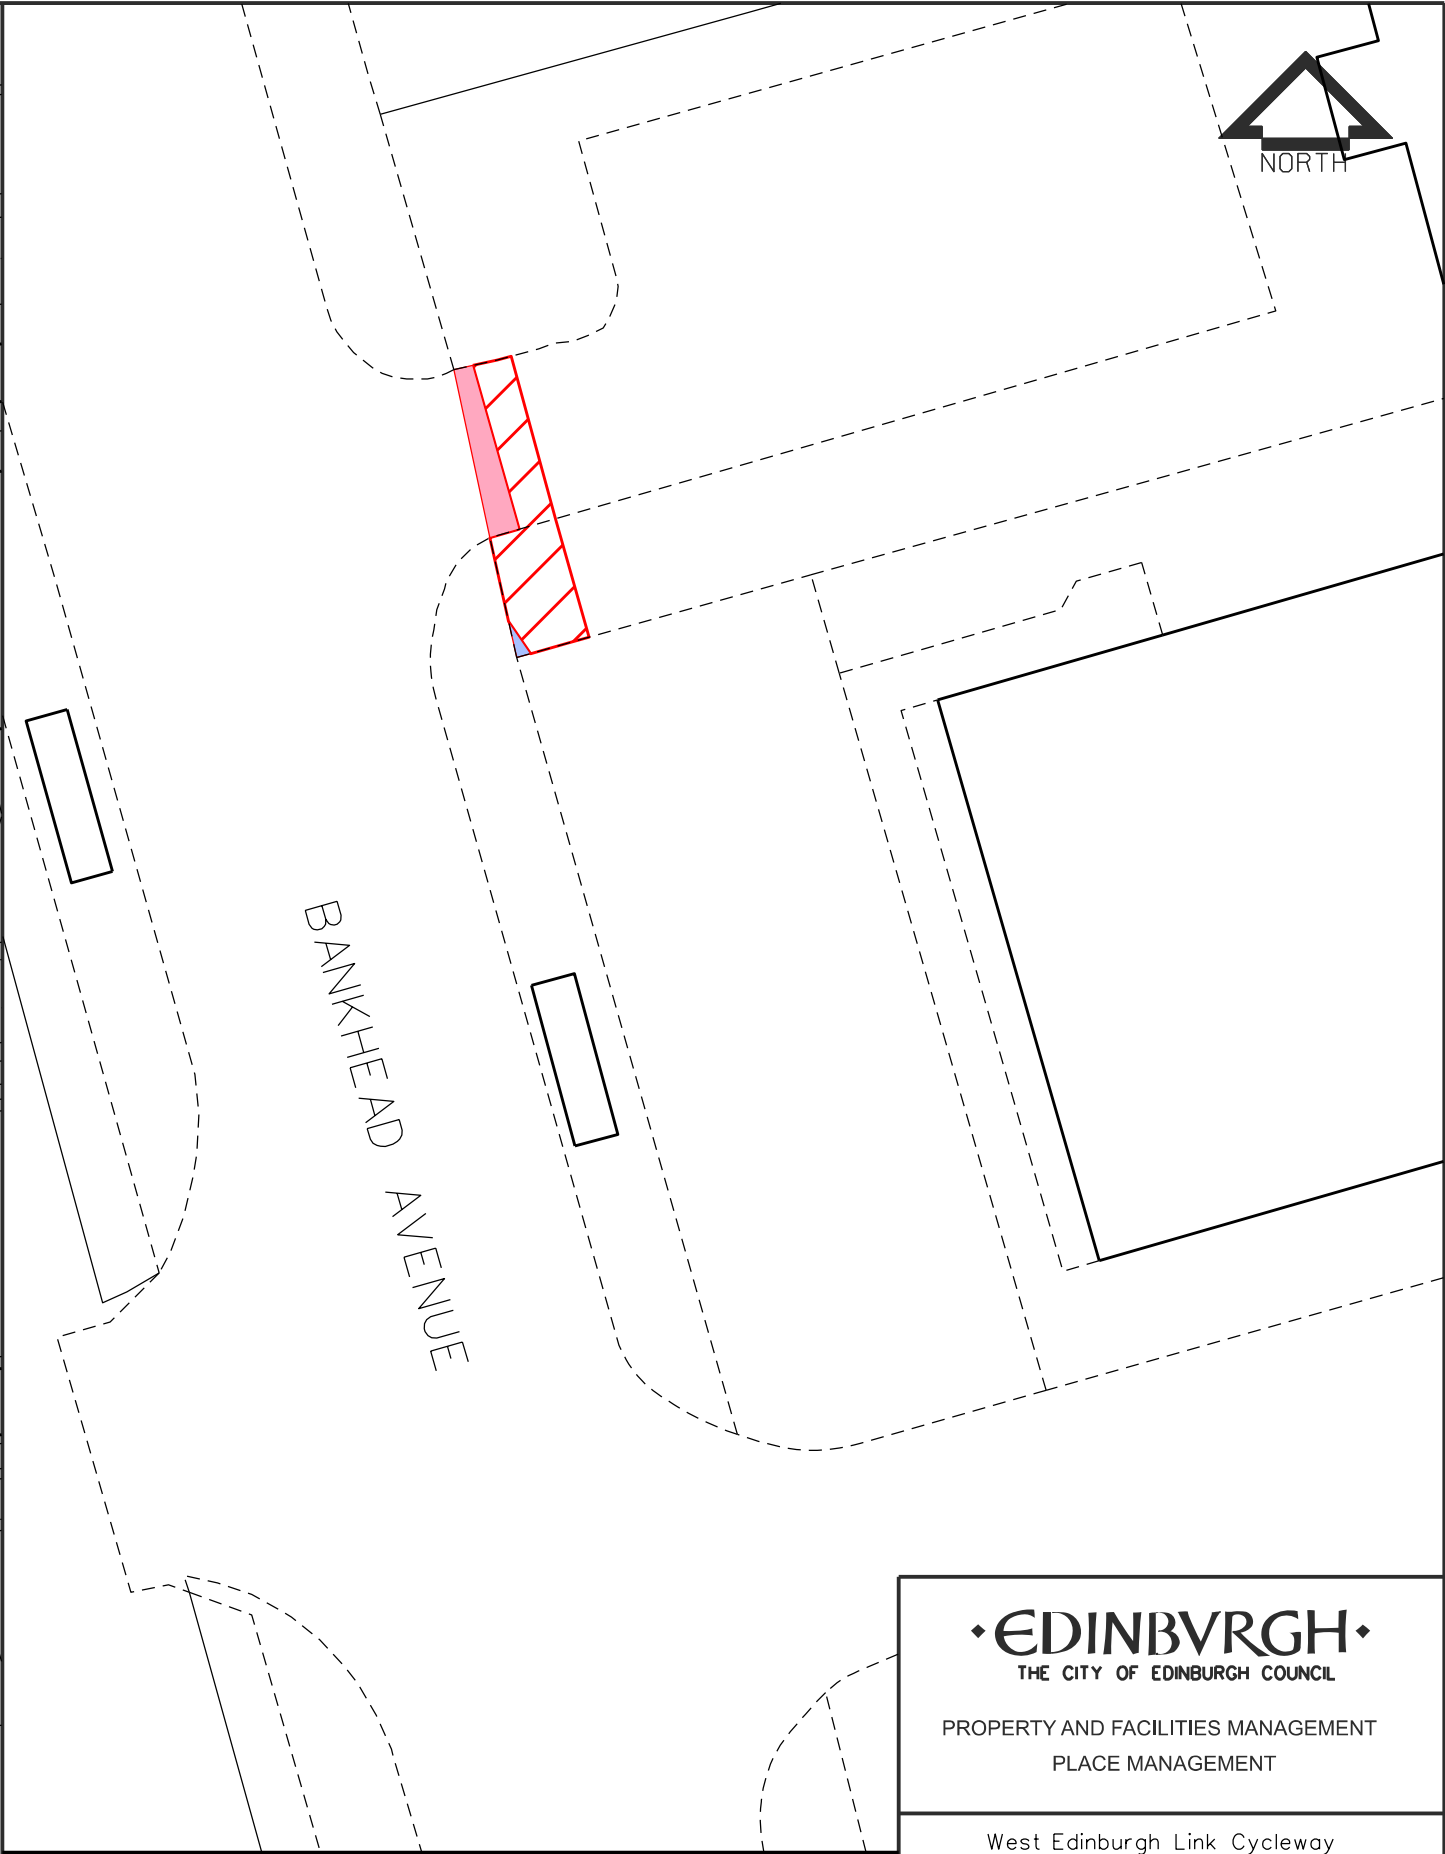 NORTH
BANKHEAD AVENUE
EDINBVRGH
THE CITY OF EDINBURGH COUNCIL
PROPERTY AND FACILITIES MANAGEMENT
PLACE MANAGEMENT
West Edinburgh Link Cycleway